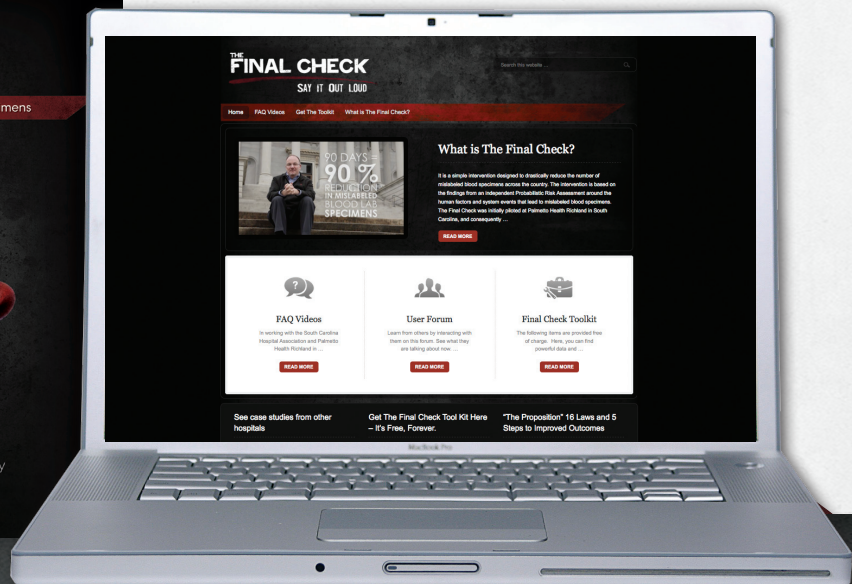 mens
THE
FINAL CHECK
SAY iT OUT LOUD
Search this website ...
Home FAQ Videos Get The Toolkit What is The Final Check?
90 DAYS =
90 %
REDUCTION
IN MISLABELED
BLOOD LAB
SPECIMENS
What is The Final Check?
It is a simple intervention designed to drastically reduce the number of
mislabeled blood specimens across the country. The intervention is based on
the findings from an independent Probabilistic Risk Assessment around the
human factors and system events that lead to mislabeled blood specimens.
The Final Check was initially piloted at Palmetto Health Richland in South
Carolina, and consequently ...
READ MORE
FAQ Videos
In working with the South Carolina
Hospital Association and Palmetto
Health Richland in ...
READ MORE
User Forum
Learn from others by interacting with
them on this forum. See what they
are talking about now. ...
READ MORE
Final Check Toolkit
The following items are provided free
of charge. Here, you can find
powerful data and ...
READ MORE
See case studies from other
hospitals
Get The Final Check Tool Kit Here
– It's Free, Forever.
"The Proposition" 16 Laws and 5
Steps to Improved Outcomes
MacBook Pro
y